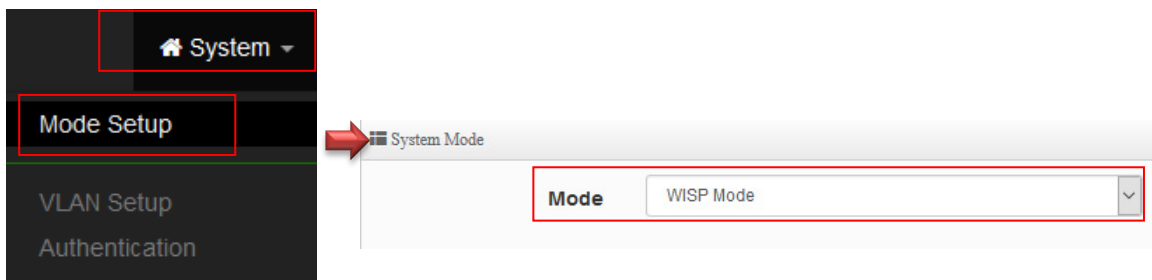 System
Mode Setup
VLAN Setup
Authentication
System Mode
Mode WISP Mode